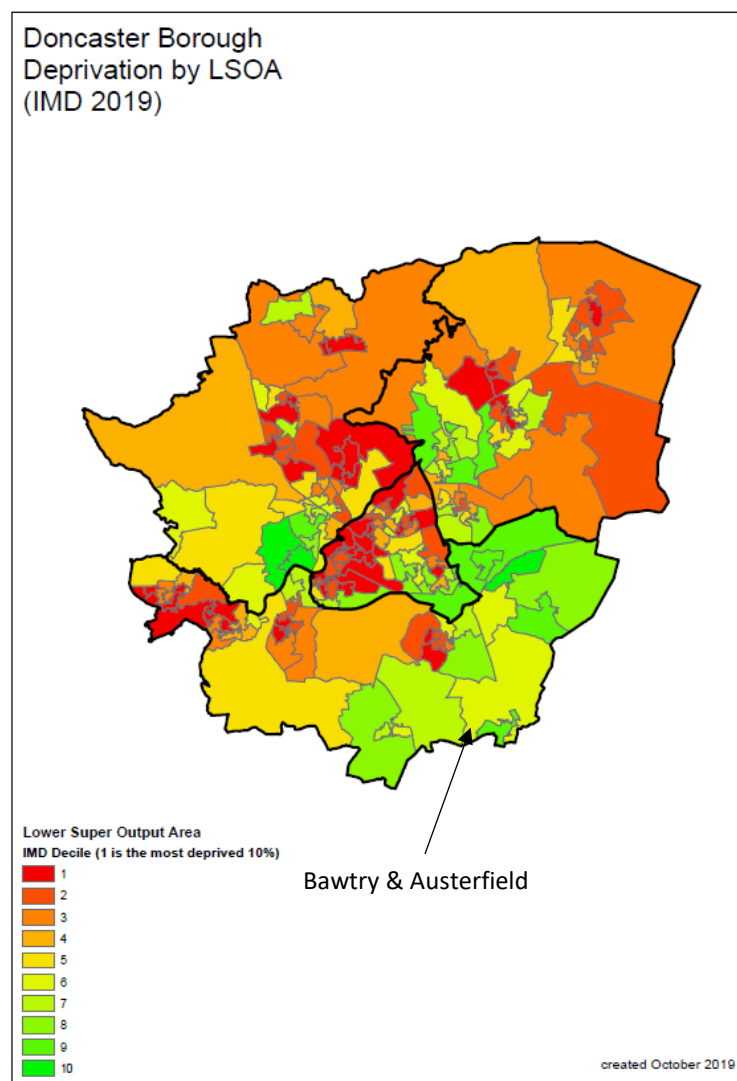 Doncaster Borough
Deprivation by LSOA
(IMD 2019)
Bawtry & Austerfield
Lower Super Output Area
IMD Decile (1 is the most deprived 10%)
1
2
3
4
5
6
7
8
9
10
created October 2019